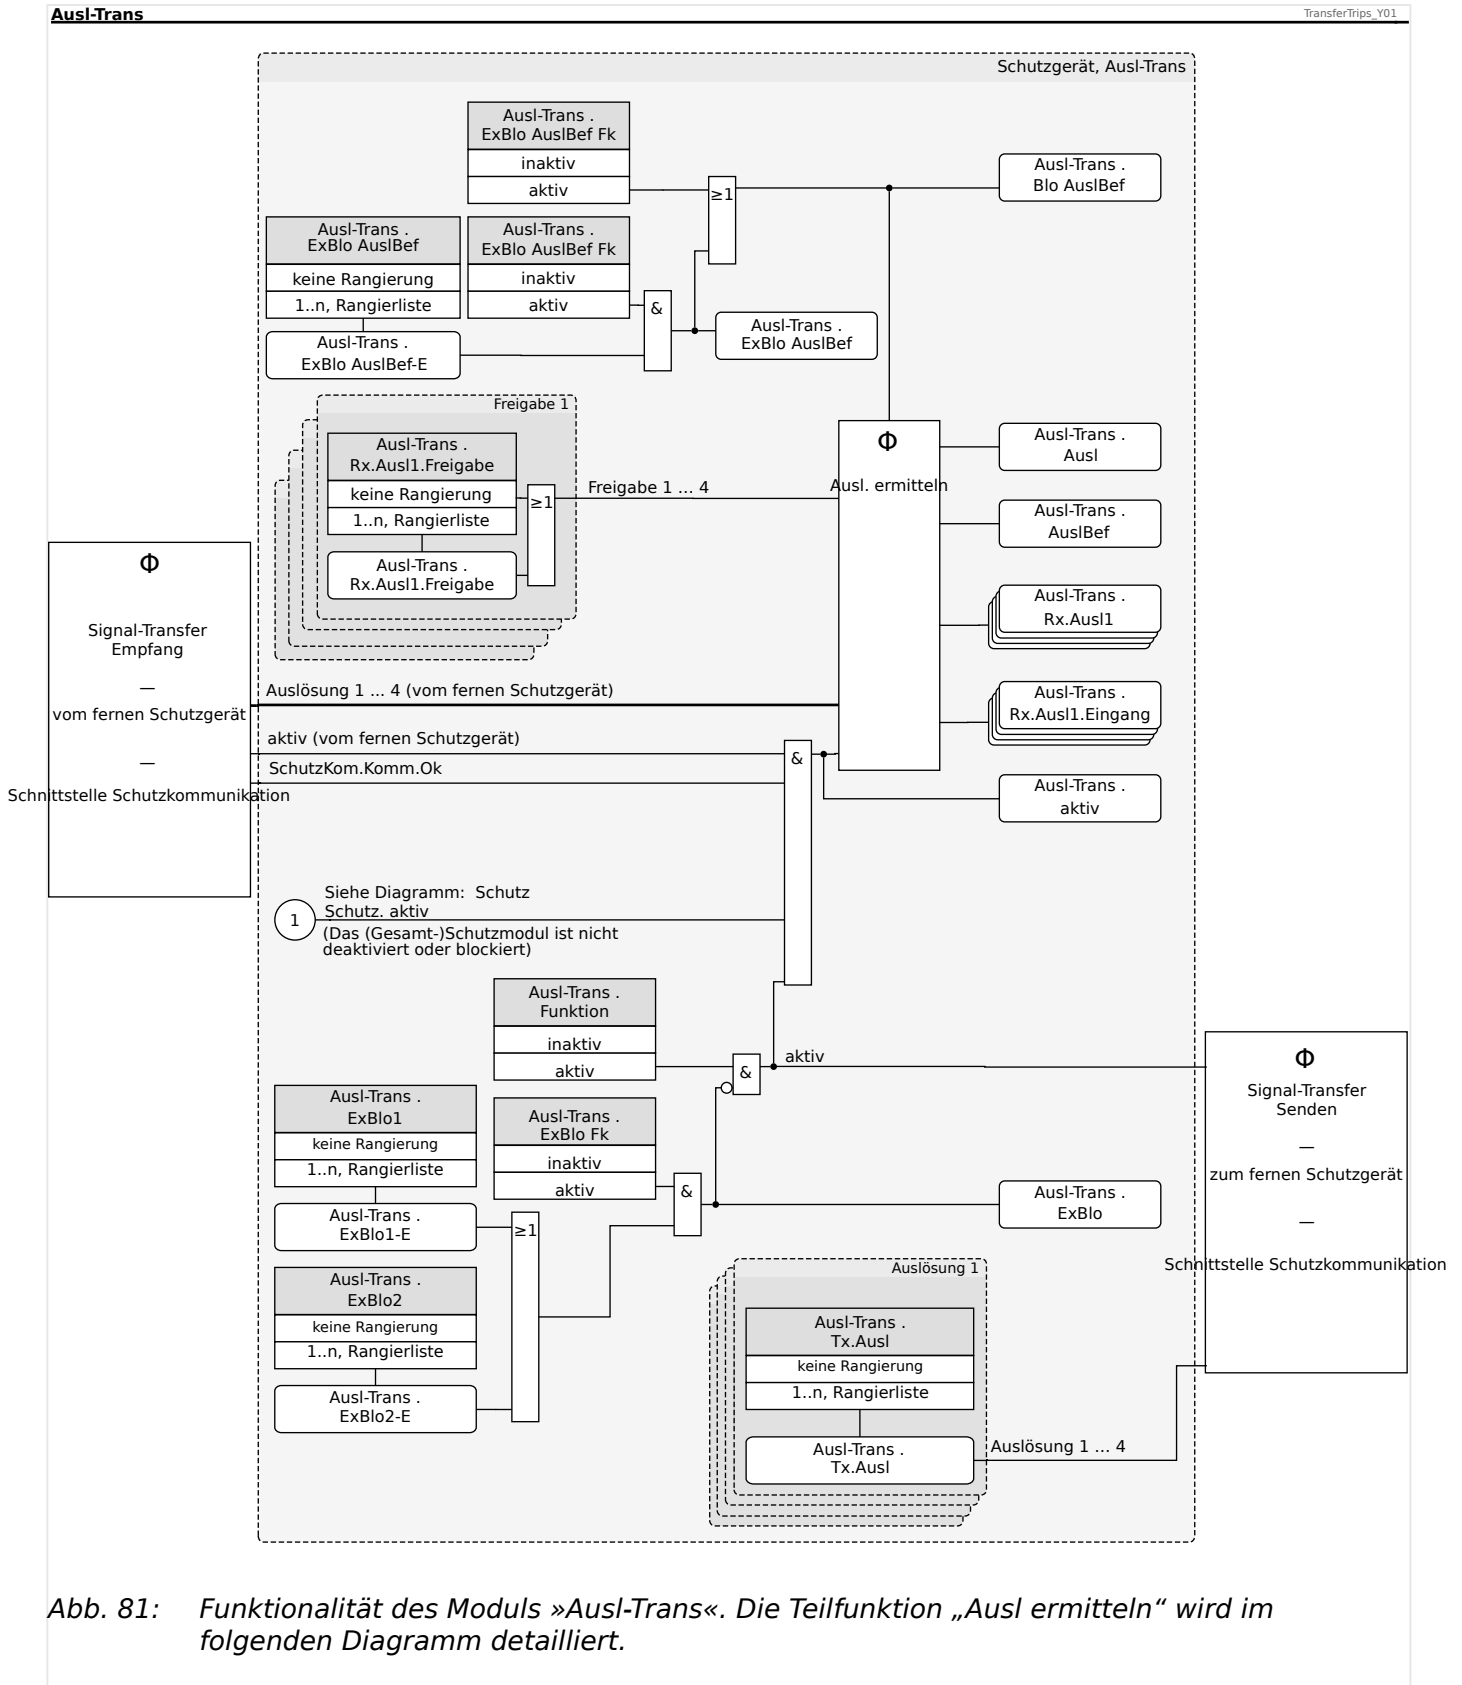 Ausl-Trans
TransferTrips_Y01
Schutzgerät, Ausl-Trans
Ausl-Trans .
ExBlo AuslBef Fk
inaktiv
aktiv
≥1
Ausl-Trans .
Blo AuslBef
Ausl-Trans .
ExBlo AuslBef
keine Rangierung
1..n, Rangierliste
Ausl-Trans .
ExBlo AuslBef-E
Ausl-Trans .
ExBlo AuslBef Fk
inaktiv
aktiv
&
Ausl-Trans .
ExBlo AuslBef
Freigabe 1
Ausl-Trans .
Rx.Ausl1.Freigabe
keine Rangierung
1..n, Rangierliste
Ausl-Trans .
Rx.Ausl1.Freigabe
≥1
Freigabe 1 ... 4
Φ
Ausl. ermitteln
Ausl-Trans .
Ausl
Ausl-Trans .
AuslBef
Ausl-Trans .
Rx.Ausl1
Ausl-Trans .
Rx.Ausl1.Eingang
Ausl-Trans .
aktiv
Φ
Signal-Transfer
Empfang
—
vom fernen Schutzgerät
—
Schnittstelle Schutzkommunikation
Auslösung 1 ... 4 (vom fernen Schutzgerät)
aktiv (vom fernen Schutzgerät)
SchutzKom.Komm.Ok
&
1
Siehe Diagramm: Schutz
Schutz. aktiv
(Das (Gesamt-)Schutzmodul ist nicht
deaktiviert oder blockiert)
Ausl-Trans .
Funktion
inaktiv
aktiv
&
aktiv
Ausl-Trans .
ExBlo1
keine Rangierung
1..n, Rangierliste
Ausl-Trans .
ExBlo1-E
Ausl-Trans .
ExBlo Fk
inaktiv
aktiv
&
≥1
Ausl-Trans .
ExBlo
Ausl-Trans .
ExBlo2
keine Rangierung
1..n, Rangierliste
Ausl-Trans .
ExBlo2-E
Φ
Signal-Transfer
Senden
—
zum fernen Schutzgerät
—
Schnittstelle Schutzkommunikation
Auslösung 1
Ausl-Trans .
Tx.Ausl
keine Rangierung
1..n, Rangierliste
Ausl-Trans .
Tx.Ausl
Auslösung 1 ... 4
Abb. 81: Funktionalität des Moduls »Ausl-Trans«. Die Teilfunktion „Ausl ermitteln“ wird im
folgenden Diagramm detailliert.